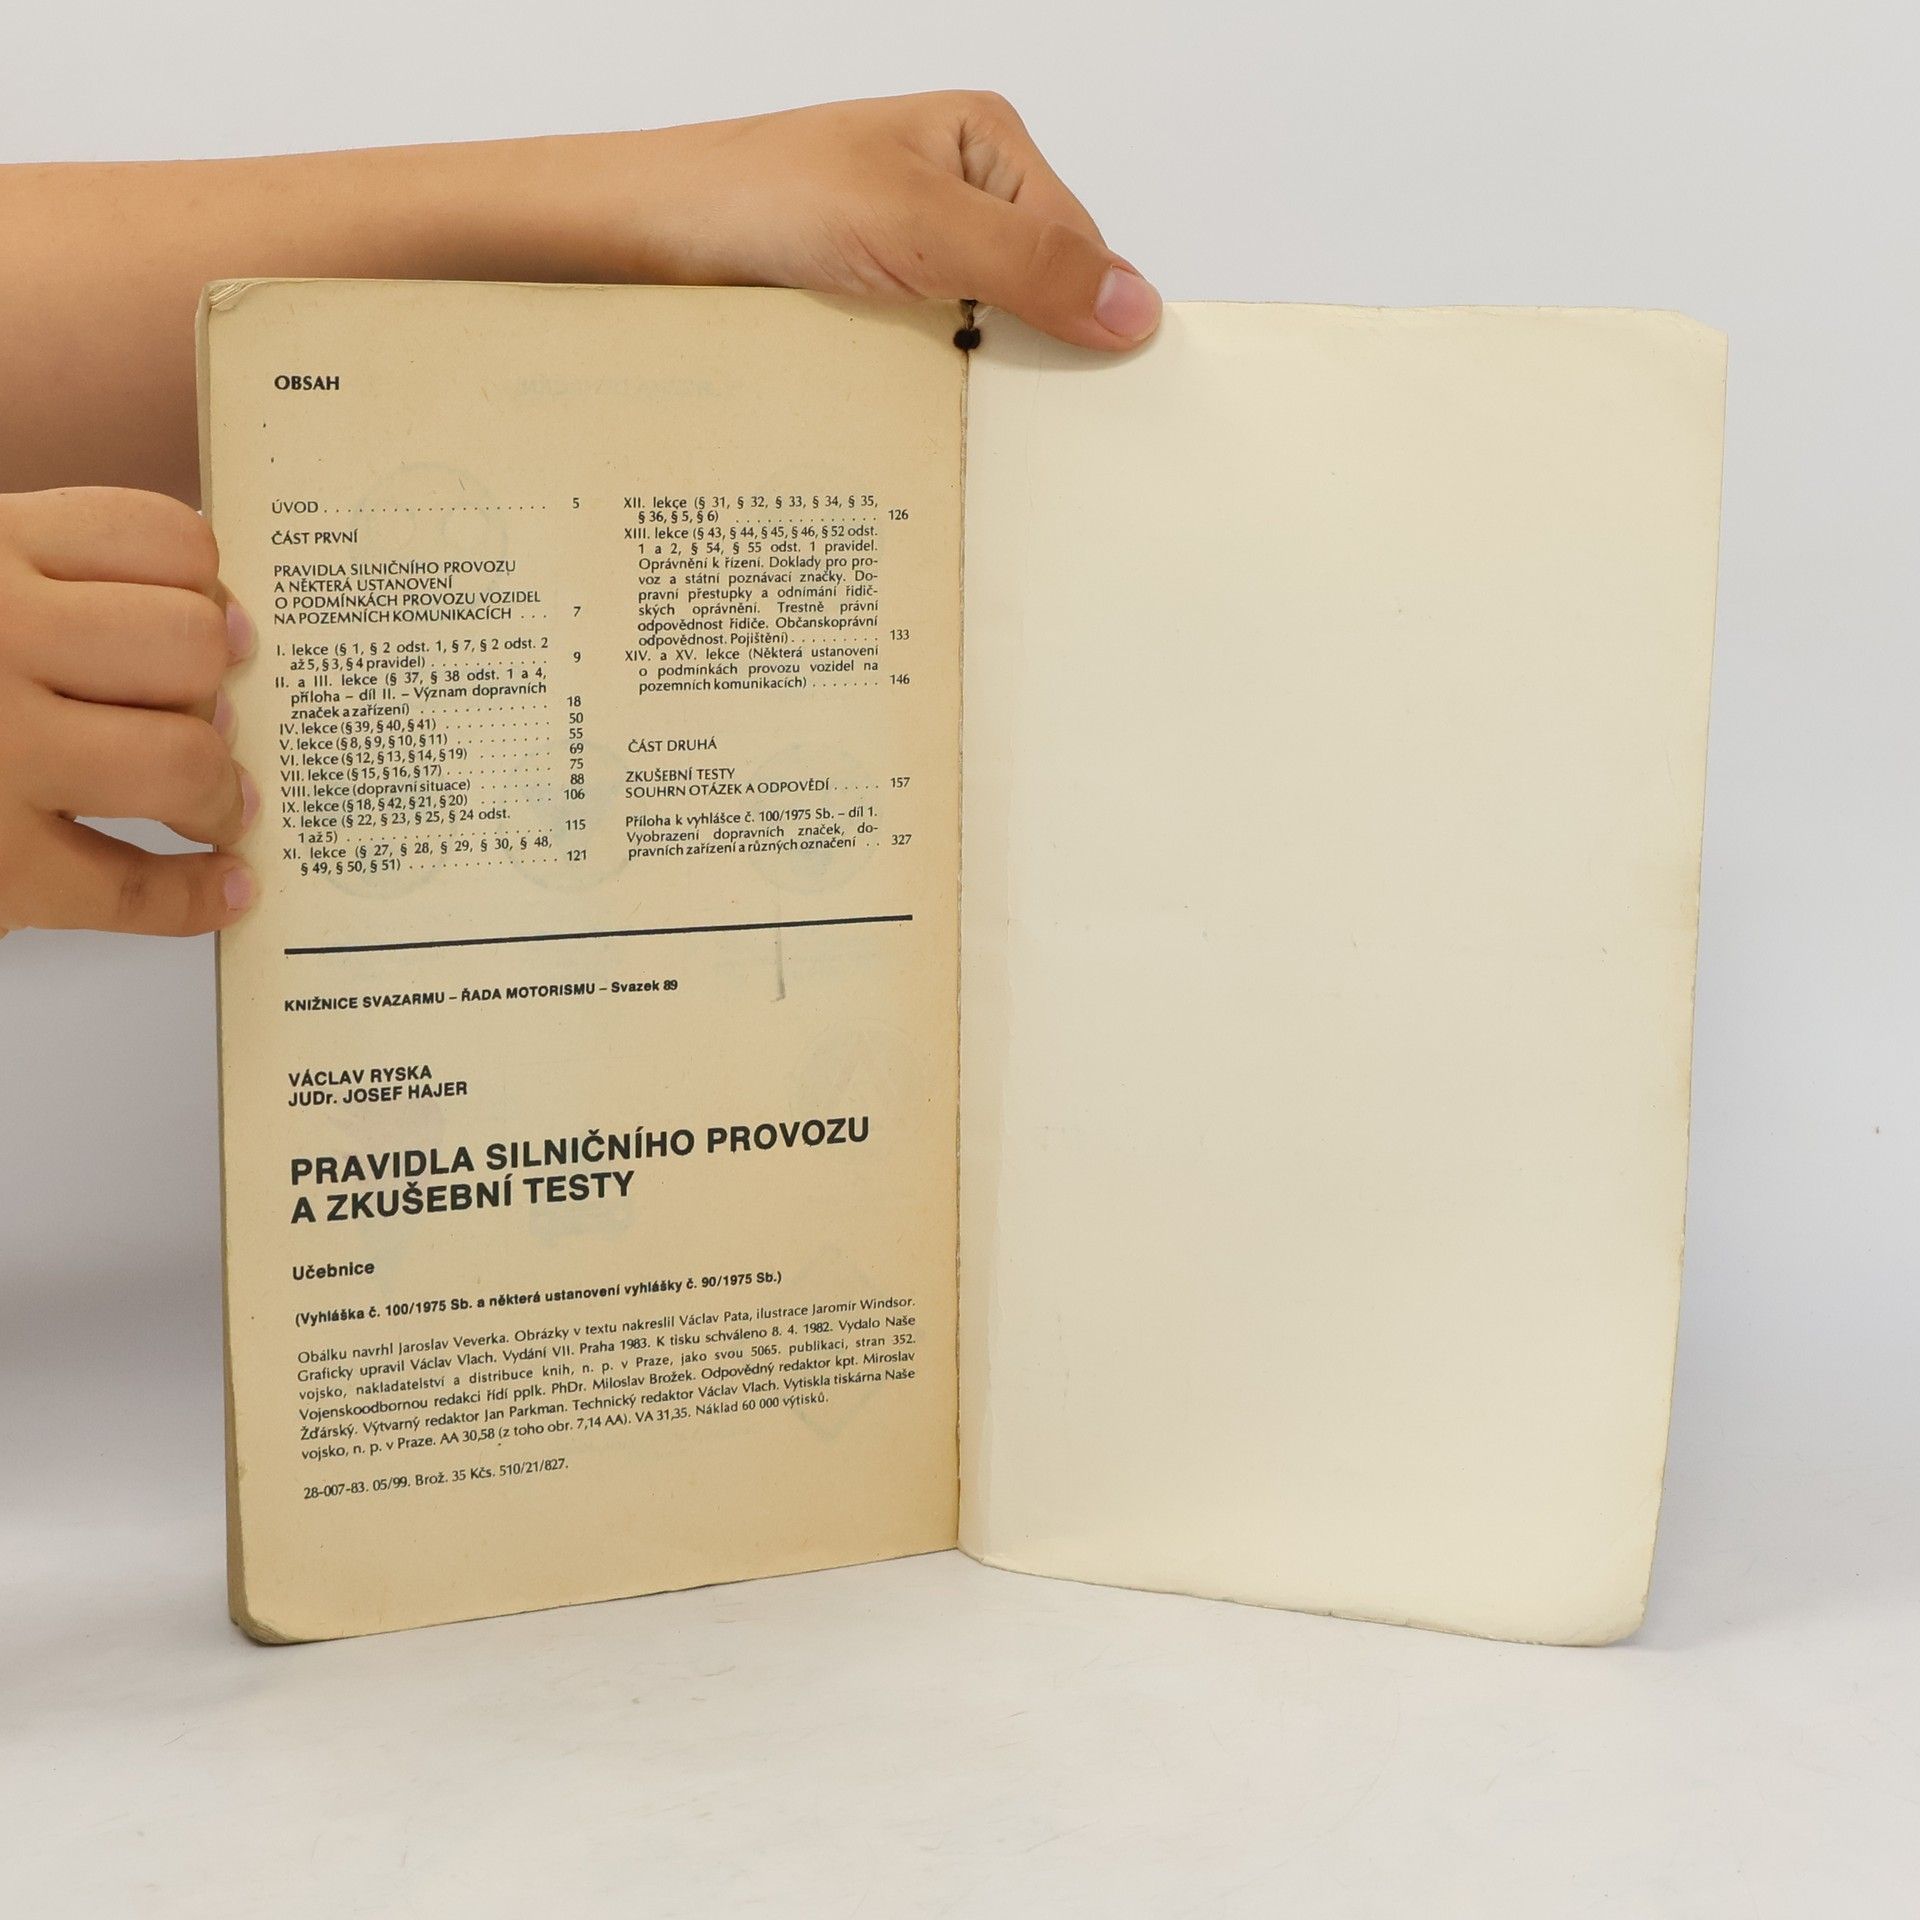 OBSAH
ÚVOD . . . . . . . . . . . . . . . . . . . . 5
ČÁST PRVNÍ
PRAVIDLA SILNIČNÍHO PROVOZU
A NĚKTERÁ USTANOVENÍ
O PODMÍNKÁCH PROVOZU VOZIDEL
NA POZEMNÍCH KOMUNIKACÍCH . . . 7
I. lekce (§ 1, § 2 odst. 1, § 7, § 2 odst. 2
až 5, § 3, § 4 pravidel) . . . . . . . . . . . 9
II. a III. lekce (§ 37, § 38 odst. 1 a 4,
příloha – díl II. – Význam dopravních
značek a zařízení) . . . . . . . . . . . . 18
IV. lekce (§ 39, § 40, § 41) . . . . . . . . . . 50
V. lekce (§ 8, § 9, § 10, § 11) . . . . . . . . . 55
VI. lekce (§ 12, § 13, § 14, § 19) . . . . . . . 69
VII. lekce (§ 15, § 16, § 17) . . . . . . . . . . 75
VIII. lekce (dopravní situace) . . . . . . . 88
IX. lekce (§ 18, § 42, § 21, § 20) . . . . . . . 106
X. lekce (§ 22, § 23, § 25, § 24 odst.
1 až 5) . . . . . . . . . . . . . . . . . . . . 115
XI. lekce (§ 27, § 28, § 29, § 30, § 48,
§ 49, § 50, § 51) . . . . . . . . . . . . . . 121
XII. lekce (§ 31, § 32, § 33, § 34, § 35,
§ 36, § 5, § 6) . . . . . . . . . . . . . . 126
XIII. lekce (§ 43, § 44, § 45, § 46, § 52 odst.
1 a 2, § 54, § 55 odst. 1 pravidel.
Oprávnění k řízení. Doklady pro pro-
voz a státní poznávací značky. Do-
pravní přestupky a odnímání řidič-
ských oprávnění. Trestně právní
odpovědnost řidiče. Občanskoprávní
odpovědnost. Pojištění) . . . . . . . . . 133
XIV. a XV. lekce (Některá ustanovení
o podmínkách provozu vozidel na
pozemních komunikacích) . . . . . . . 146
ČÁST DRUHÁ
ZKUŠEBNÍ TESTY
SOUHRN OTÁZEK A ODPOVĚDÍ . . . . . 157
Příloha k vyhlášce č. 100/1975 Sb. – díl 1.
Vyobrazení dopravních značek, do-
pravních zařízení a různých označení . . 327
KNIŽNICE SVAZARMU – ŘADA MOTORISMU – Svazek 89
VÁCLAV RYSKA
JUDr. JOSEF HAJER
PRAVIDLA SILNIČNÍHO PROVOZU
A ZKUŠEBNÍ TESTY
Učebnice
(Vyhláška č. 100/1975 Sb. a některá ustanovení vyhlášky č. 90/1975 Sb.)
Obálku navrhl Jaroslav Veverka. Obrázky v textu nakreslil Václav Pata, ilustrace Jaromír Windsor.
Graficky upravil Václav Vlach. Vydání VII. Praha 1983. K tisku schváleno 8. 4. 1982. Vydalo Naše
vojsko, nakladatelství a distribuce knih, n. p. v Praze, jako svou 5065. publikaci, stran 352.
Vojenskoodbornou redakci řídí pplk. PhDr. Miloslav Brožek. Odpovědný redaktor kpt. Miroslav
Žďárský. Výtvarný redaktor Jan Parkman. Technický redaktor Václav Vlach. Vytiskla tiskárna Naše
vojsko, n. p. v Praze. AA 30,58 (z toho obr. 7,14 AA). VA 31,35. Náklad 60 000 výtisků.
28-007-83. 05/99. Brož. 35 Kčs. 510/21/827.